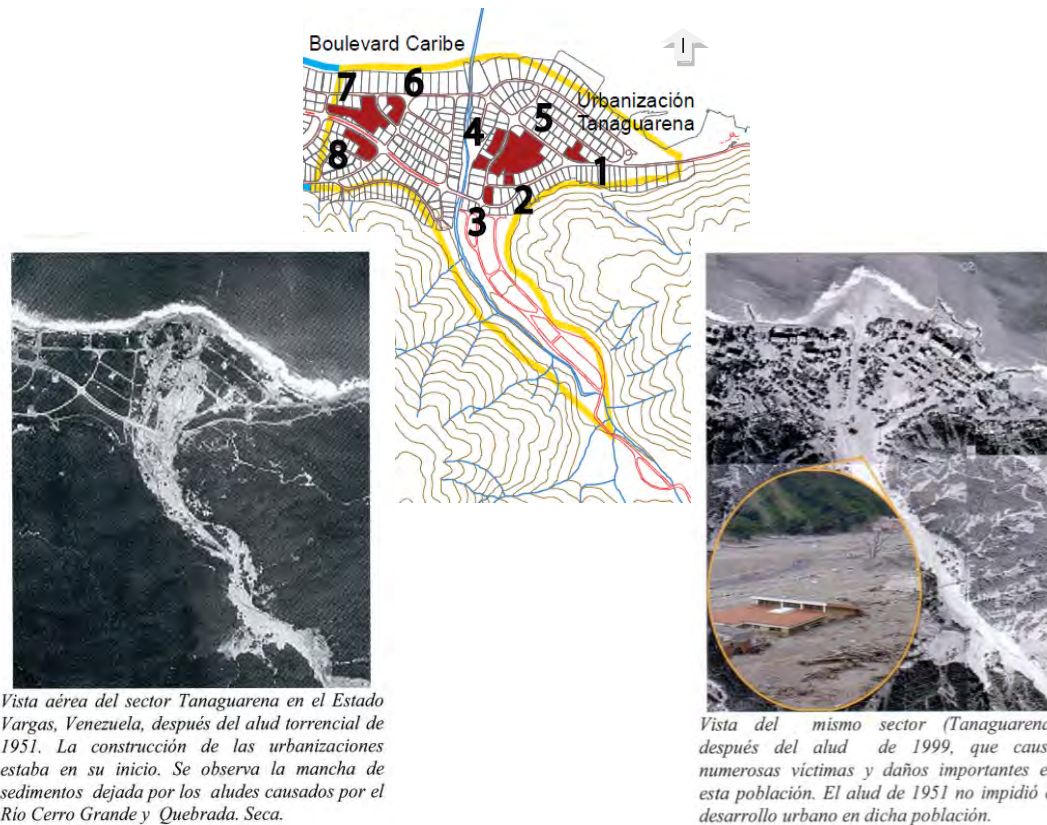 Boulevard Caribe
Urbanización
Tanaguarena
7
6
5
4
8
1
2
3
Vista aérea del sector Tanaguarena en el Estado
Vargas, Venezuela, después del alud torrencial de
1951. La construcción de las urbanizaciones
estaba en su inicio. Se observa la mancha de
sedimentos dejada por los aludes causados por el
Río Cerro Grande y Quebrada. Seca.
Vista del mismo sector (Tanaguarena
después del alud de 1999, que caus
numerosas víctimas y daños importantes e
esta población. El alud de 1951 no impidió
desarrollo urbano en dicha población.